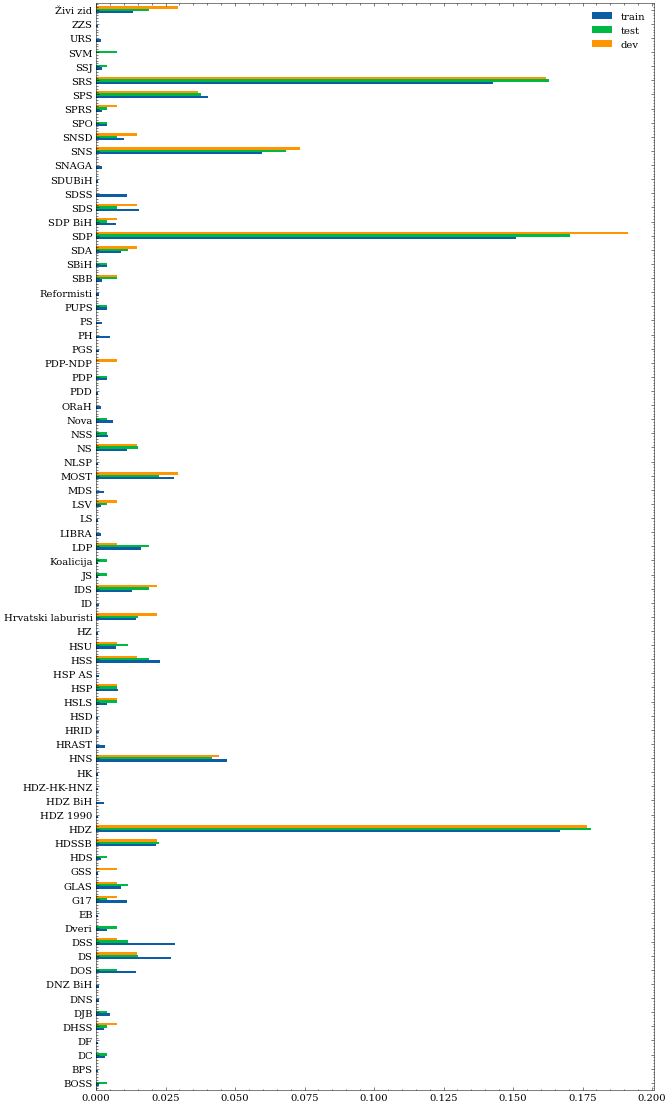 Živi zid
ZZS
URS
SVM
SSJ
SRS
SPS
SPRS
SPO
SNSD
SNS
SNAGA
SDUBiH
SDSS
SDS
SDP BiH
SDP
SDA
SBiH
SBB
Reformisti
PUPS
PS
PH
PGS
PDP-NDP
PDP
PDD
ORaH
Nova
NSS
NS
NLSP
MOST
MDS
LSV
LS
LIBRA
LDP
Koalicija
JS
IDS
ID
Hrvatski laburisti
HZ
HSU
HSS
HSP AS
HSP
HSLS
HSD
HRID
HRAST
HNS
HK
HDZ-HK-HNZ
HDZ BiH
HDZ 1990
HDZ
HDSSB
HDS
GSS
GLAS
G17
EB
Dveri
DSS
DS
DOS
DNZ BiH
DNS
DJB
DHSS
DF
DC
BPS
BOSS
train
test
dev
0.000 0.025 0.050 0.075 0.100 0.125 0.150 0.175 0.200